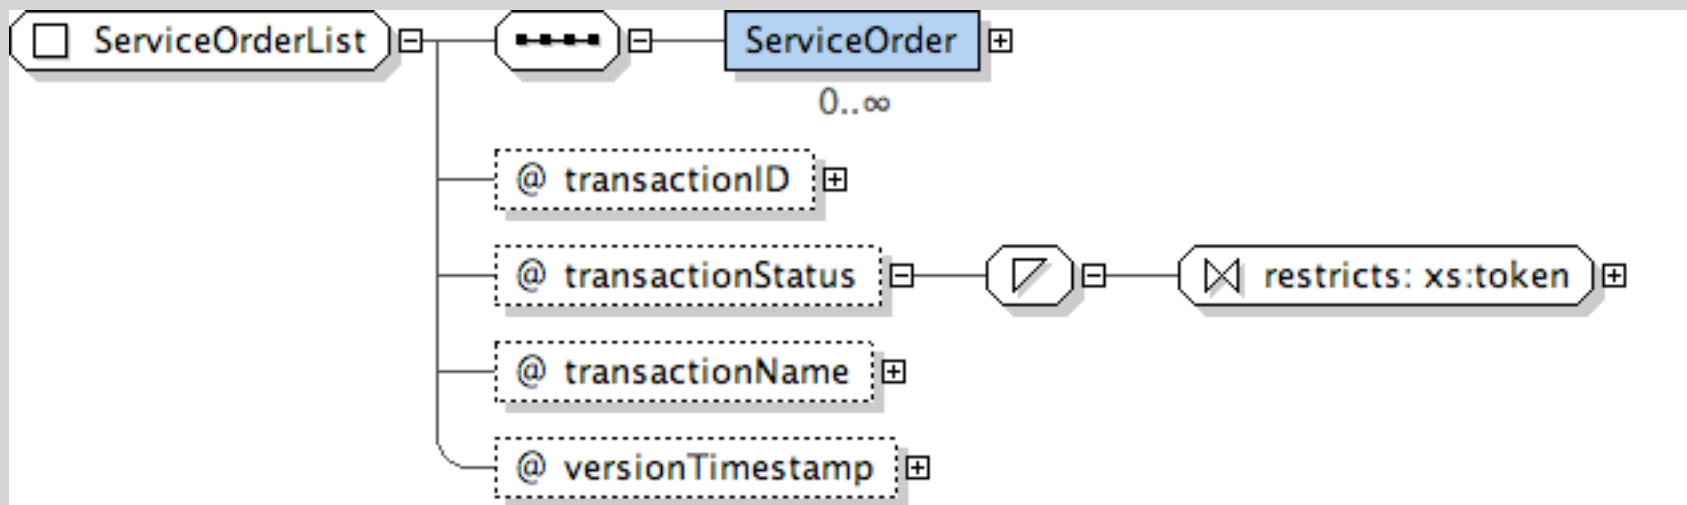 ServiceOrderList ServiceOrder
0..∞
@ transactionID
@ transactionStatus restricts: xs:token
@ transactionName
@ versionTimestamp